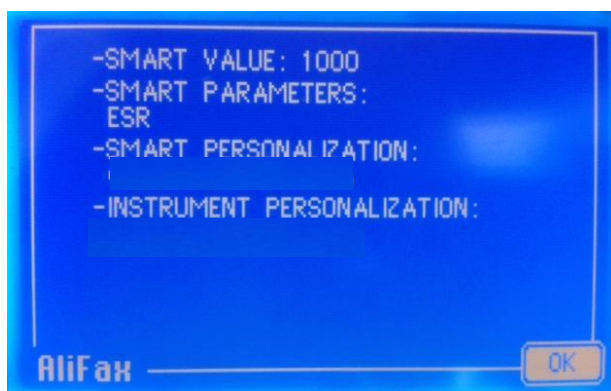 -SMART VALUE: 1000
-SMART PARAMETERS:
ESR
-SMART PERSONALIZATION:
-INSTRUMENT PERSONALIZATION:
AliFax
OK